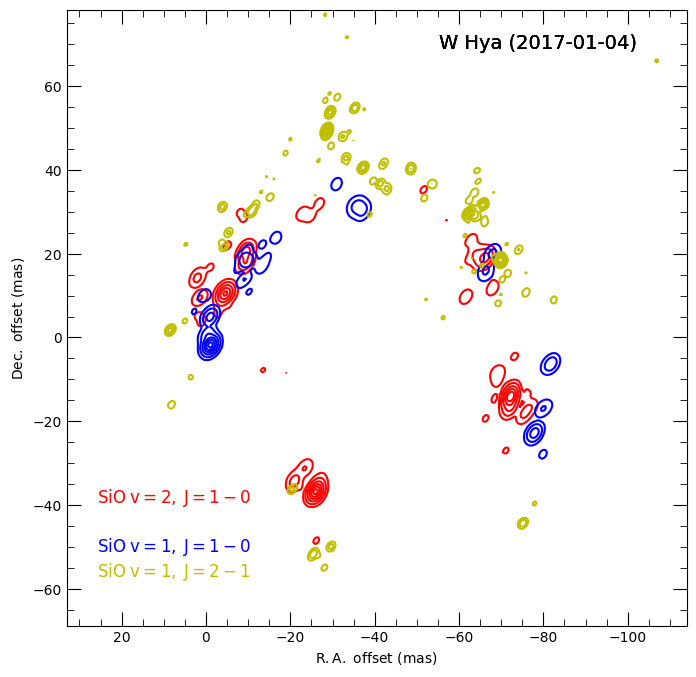 W Hya (2017-01-04)
60
40
20
0
−20
−40
−60
Dec. offset (mas)
SiO v = 2, J = 1 − 0
SiO v = 1, J = 1 − 0
SiO v = 1, J = 2 − 1
20 0 −20 −40 −60 −80 −100
R.A. offset (mas)